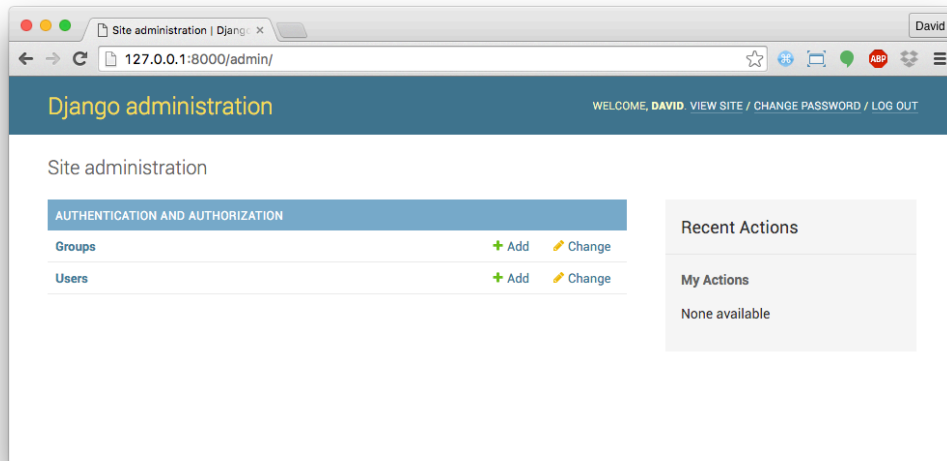 Site administration | Djang
David
127.0.0.1:8000/admin/
ABP
Django administration
WELCOME, DAVID. VIEW SITE / CHANGE PASSWORD / LOG OUT
Site administration
AUTHENTICATION AND AUTHORIZATION
Groups + Add Change
Users + Add Change
Recent Actions
My Actions
None available